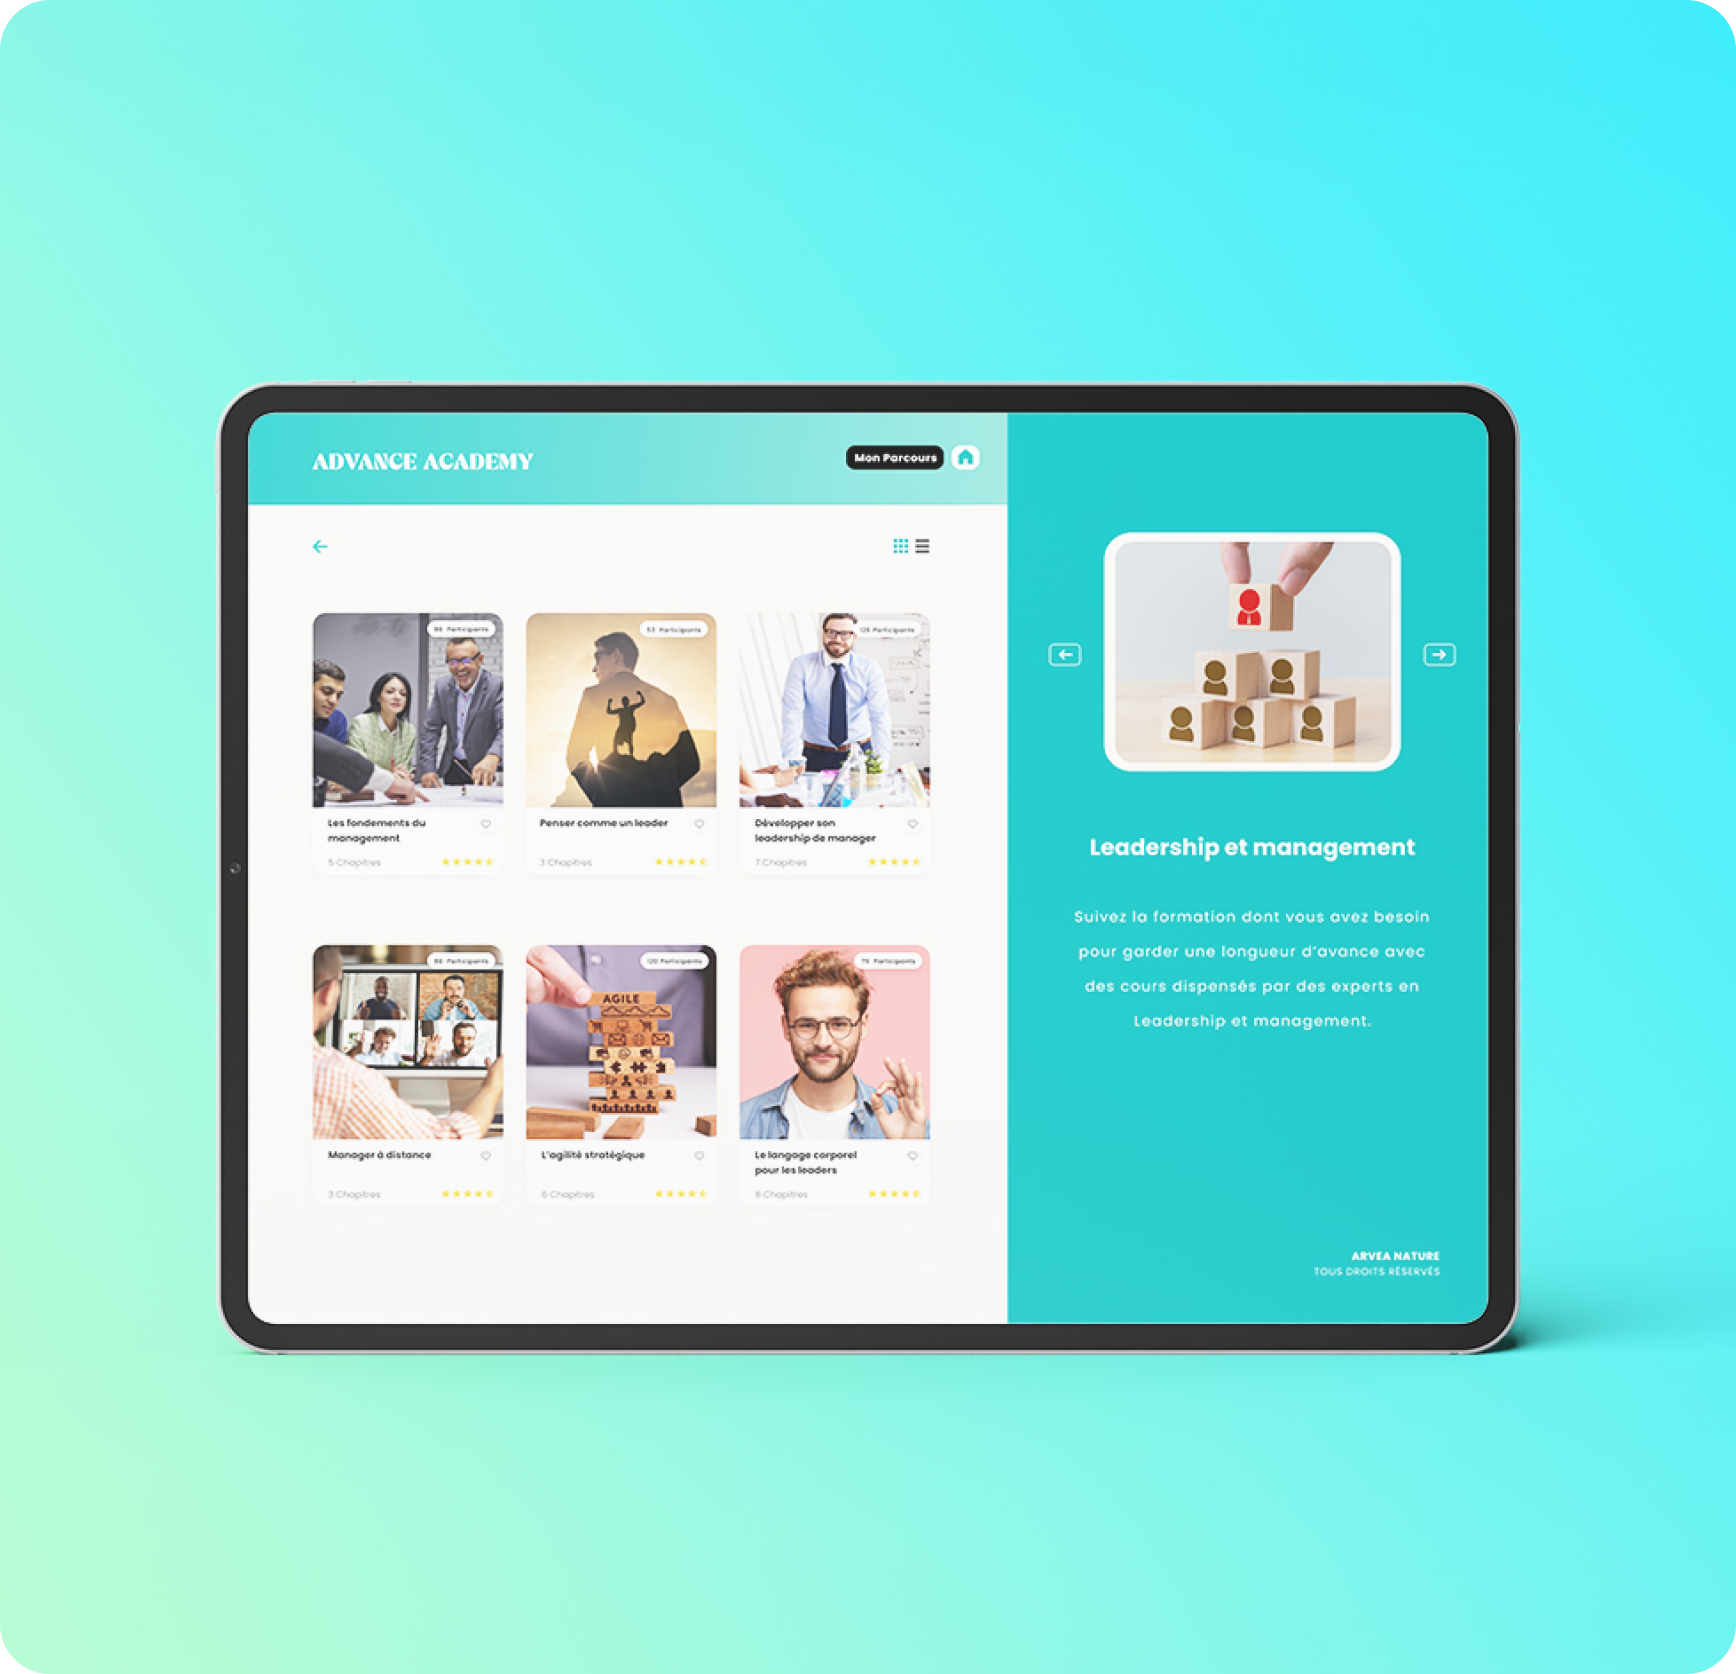 ADVANCE ACADEMY
Mon Parcours
86 Participants
53 Participants
126 Participants
Les fondements du
management
5 Chapitres
Penser comme un leader
3 Chapitres
Développer son
leadership de manager
7 Chapitres
86 Participants
120 Participants
79 Participants
AGILE
Manager à distance
3 Chapitres
L'agilité stratégique
6 Chapitres
Le langage corporel
pour les leaders
8 Chapitres
Leadership et management
Suivez la formation dont vous avez besoin
pour garder une longueur d'avance avec
des cours dispensés par des experts en
Leadership et management.
ARVEA NATURE
TOUS DROITS RÉSERVÉS